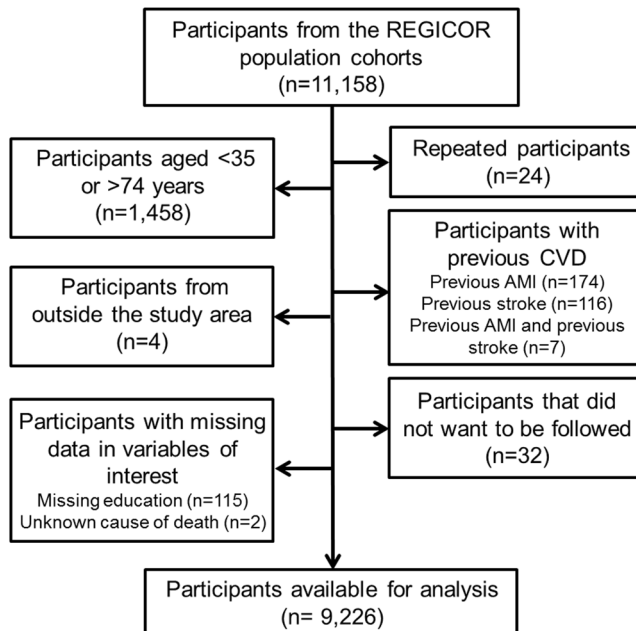 Participants from the REGICOR
population cohorts
(n=11,158)
Repeated participants
(n=24)
Participants aged <35
or >74 years
(n=1,458)
Participants with
previous CVD
Previous AMI (n=174)
Previous stroke (n=116)
Previous AMI and previous
stroke (n=7)
Participants from
outside the study area
(n=4)
Participants that did
not want to be followed
(n=32)
Participants with missing
data in variables of
interest
Missing education (n=115)
Unknown cause of death (n=2)
Participants available for analysis
(n= 9,226)